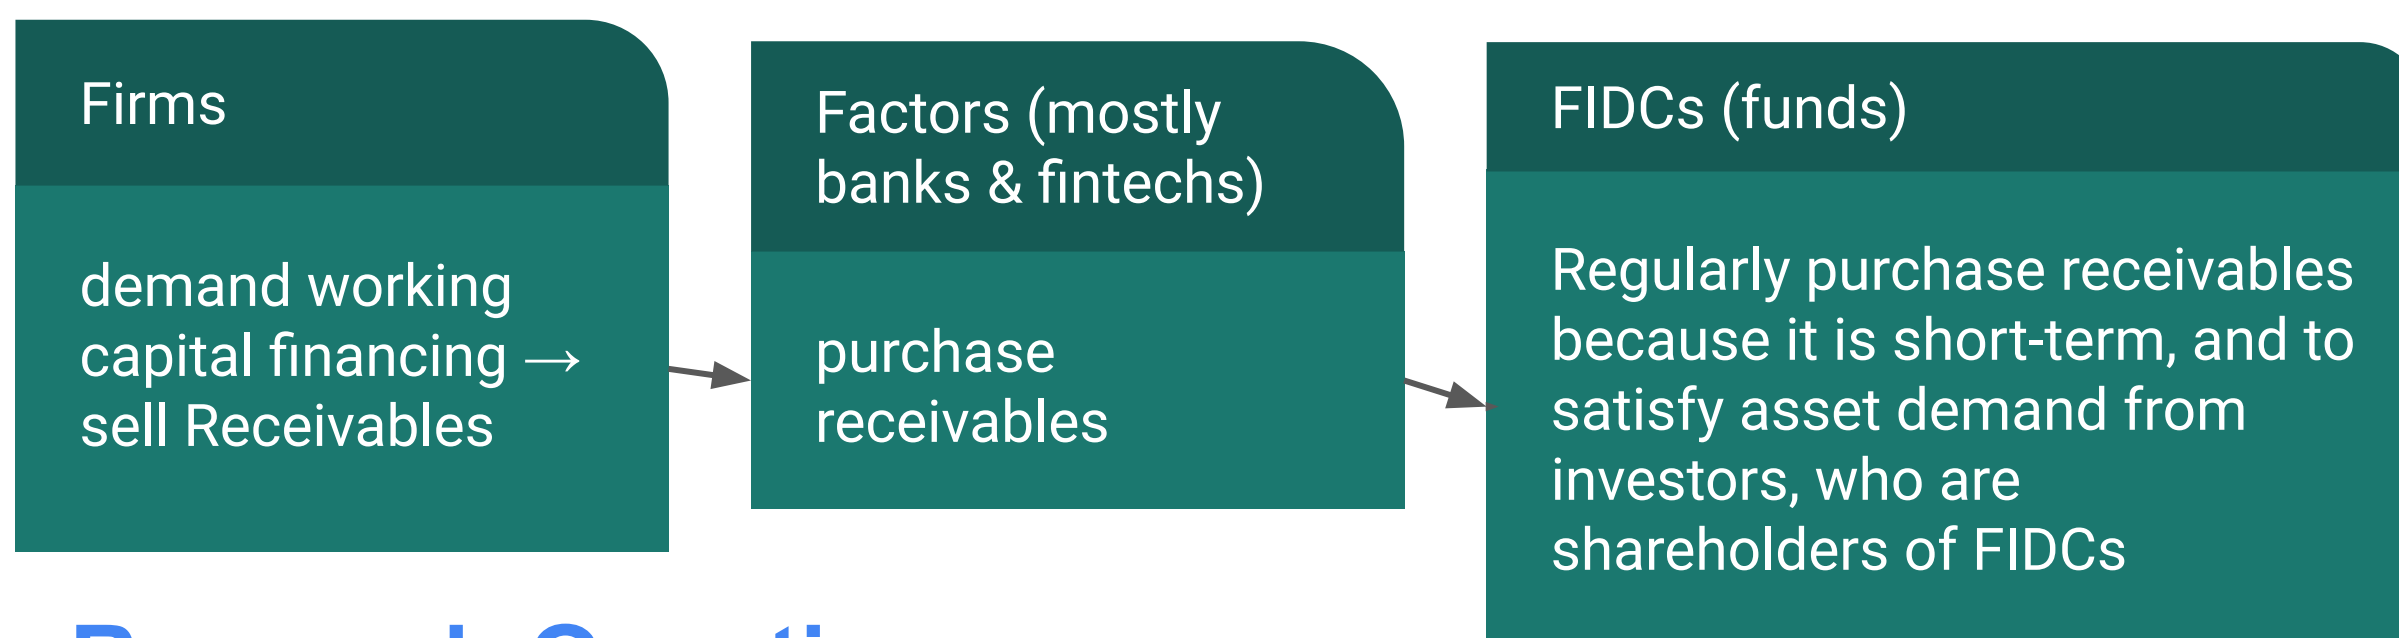 Firms
demand working
capital financing →
sell Receivables
Factors (mostly
banks & fintechs)
purchase
receivables
FIDCs (funds)
Regularly purchase receivables
because it is short-term, and to
satisfy asset demand from
investors, who are
shareholders of FIDCs